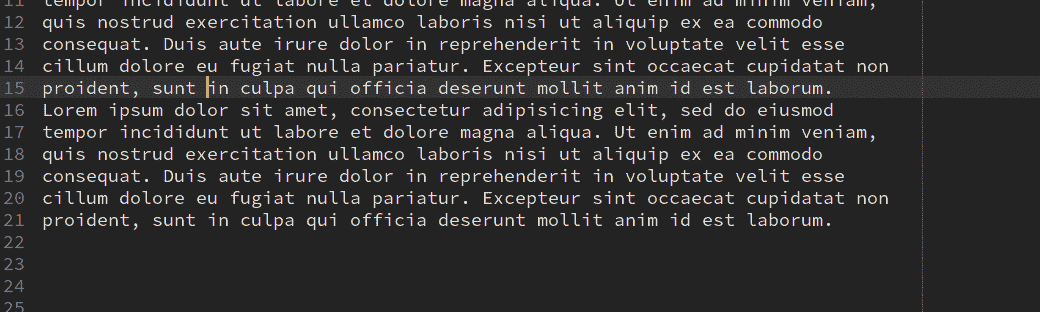 11 tempor incididunt ut labore et dolore magna aliqua. Ut enim ad minim veniam,
12 quis nostrud exercitation ullamco laboris nisi ut aliquip ex ea commodo
13 consequat. Duis aute irure dolor in reprehenderit in voluptate velit esse
14 cillum dolore eu fugiat nulla pariatur. Excepteur sint occaecat cupidatat non
15 proident, sunt in culpa qui officia deserunt mollit anim id est laborum.
16 Lorem ipsum dolor sit amet, consectetur adipisicing elit, sed do eiusmod
17 tempor incididunt ut labore et dolore magna aliqua. Ut enim ad minim veniam,
18 quis nostrud exercitation ullamco laboris nisi ut aliquip ex ea commodo
19 consequat. Duis aute irure dolor in reprehenderit in voluptate velit esse
20 cillum dolore eu fugiat nulla pariatur. Excepteur sint occaecat cupidatat non
21 proident, sunt in culpa qui officia deserunt mollit anim id est laborum.
22
23
24
25